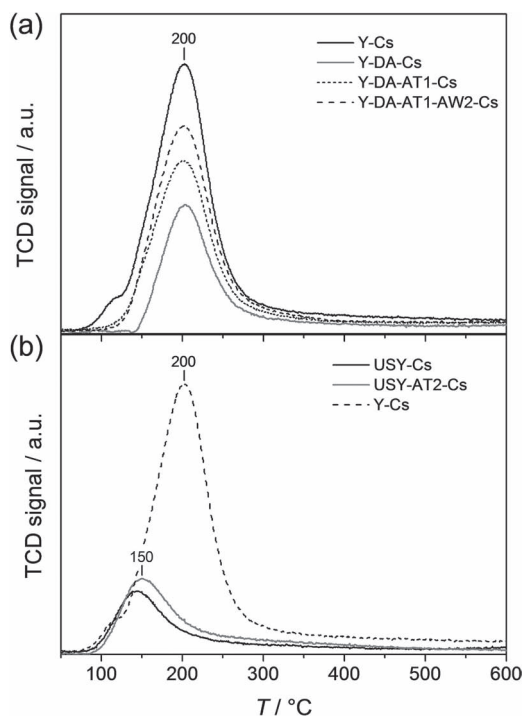 (a)
200
Y-Cs
Y-DA-Cs
Y-DA-AT1-Cs
Y-DA-AT1-AW2-Cs
TCD signal / a.u.
(b)
200
USY-Cs
USY-AT2-Cs
Y-Cs
150
TCD signal / a.u.
100 200 300 400 500 600
T / °C